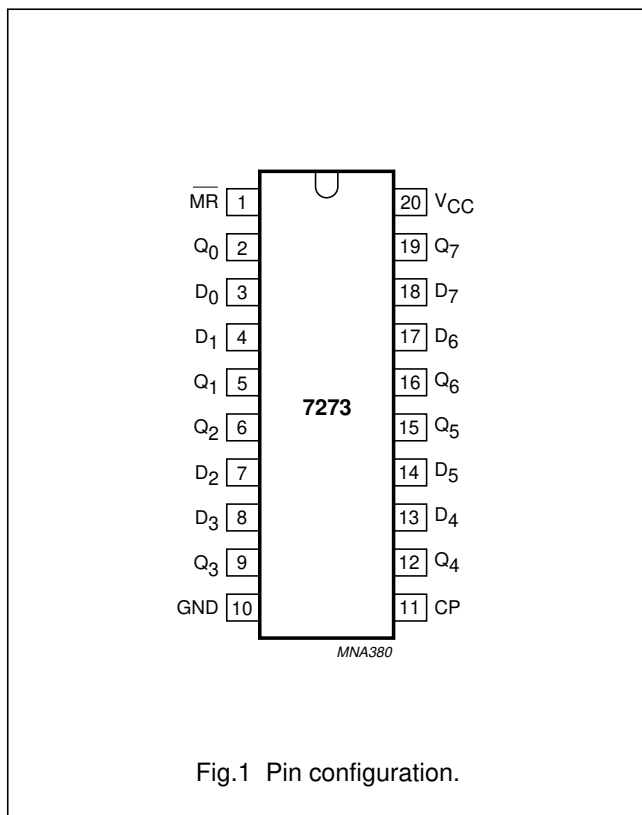 M̅R̅ 1 20 VCC
Q0 2 19 Q7
D0 3 18 D7
D1 4 17 D6
Q1 5 16 Q6
7273
Q2 6 15 Q5
D2 7 14 D5
D3 8 13 D4
Q3 9 12 Q4
GND 10 11 CP
MNA380
Fig.1 Pin configuration.